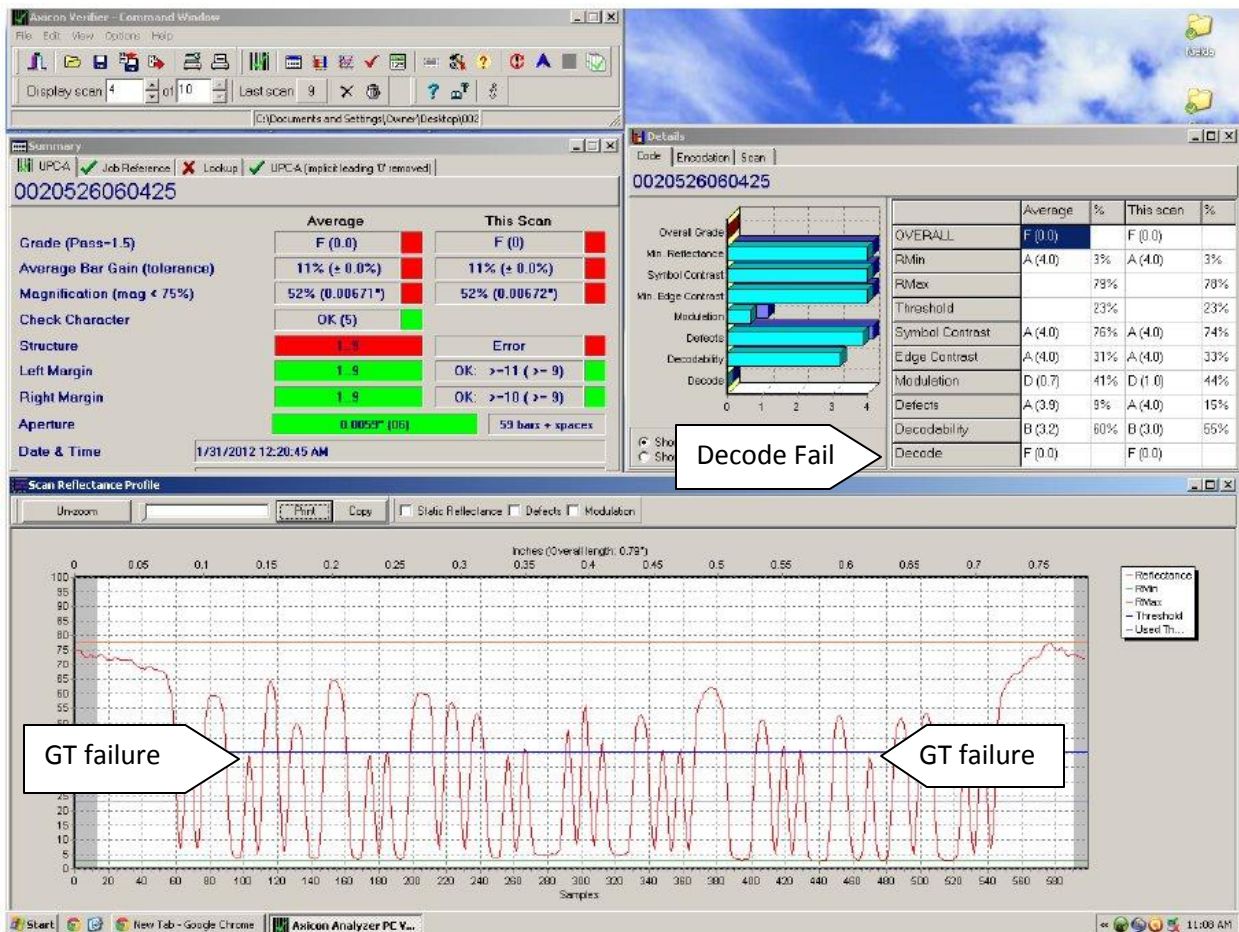 Axicon Verifier - Command Window
File Edit View Options Help
Display scan 4 of 10 Last scan 9
C:\Documents and Settings\Owner\Desktop\002
Summary
UPC-A Job Reference Lookup UPC-A (implicit leading '0' removed)
0020526060425
Average This Scan
Grade (Pass=1.5) F (0.0) F (0)
Average Bar Gain (tolerance) 11% (± 0.0%) 11% (± 0.0%)
Magnification (mag < 75%) 52% (0.00671") 52% (0.00672")
Check Character OK (5)
Structure 1..9 Error
Left Margin 1..9 OK: >=11 ( >= 9)
Right Margin 1..9 OK: >=10 ( >= 9)
Aperture 0.0059" (06) 59 bars + spaces
Date & Time 1/31/2012 12:20:45 AM
Details
Code Encodation Scan
0020526060425
Overall Grade
Min. Reflectance
Symbol Contrast
Min. Edge Contrast
Modulation
Defects
Decodability
Decode
0 1 2 3 4
Sho
Sho
Average % This scan %
OVERALL F (0.0) F (0.0)
RMin A (4.0) 3% A (4.0) 3%
RMax 79% 78%
Threshold 23% 23%
Symbol Contrast A (4.0) 76% A (4.0) 74%
Edge Contrast A (4.0) 31% A (4.0) 33%
Modulation D (0.7) 41% D (1.0) 44%
Defects A (3.9) 9% A (4.0) 15%
Decodability B (3.2) 60% B (3.0) 55%
Decode F (0.0) F (0.0)
Decode Fail
Scan Reflectance Profile
Un-zoom Print Copy Static Reflectance Defects Modulation
Inches (Overall length: 0.79")
0 0.05 0.1 0.15 0.2 0.25 0.3 0.35 0.4 0.45 0.5 0.55 0.6 0.65 0.7 0.75
100
95
90
85
80
75
70
65
60
55
50
25
20
15
10
5
0
GT failure
GT failure
0 20 40 60 80 100 120 140 160 180 200 220 240 260 280 300 320 340 360 380 400 420 440 460 480 500 520 540 560 580
Samples
Reflectance
RMin
RMax
Threshold
Used Th...
Start New Tab - Google Chrome Axicon Analyzer PC V... 11:08 AM